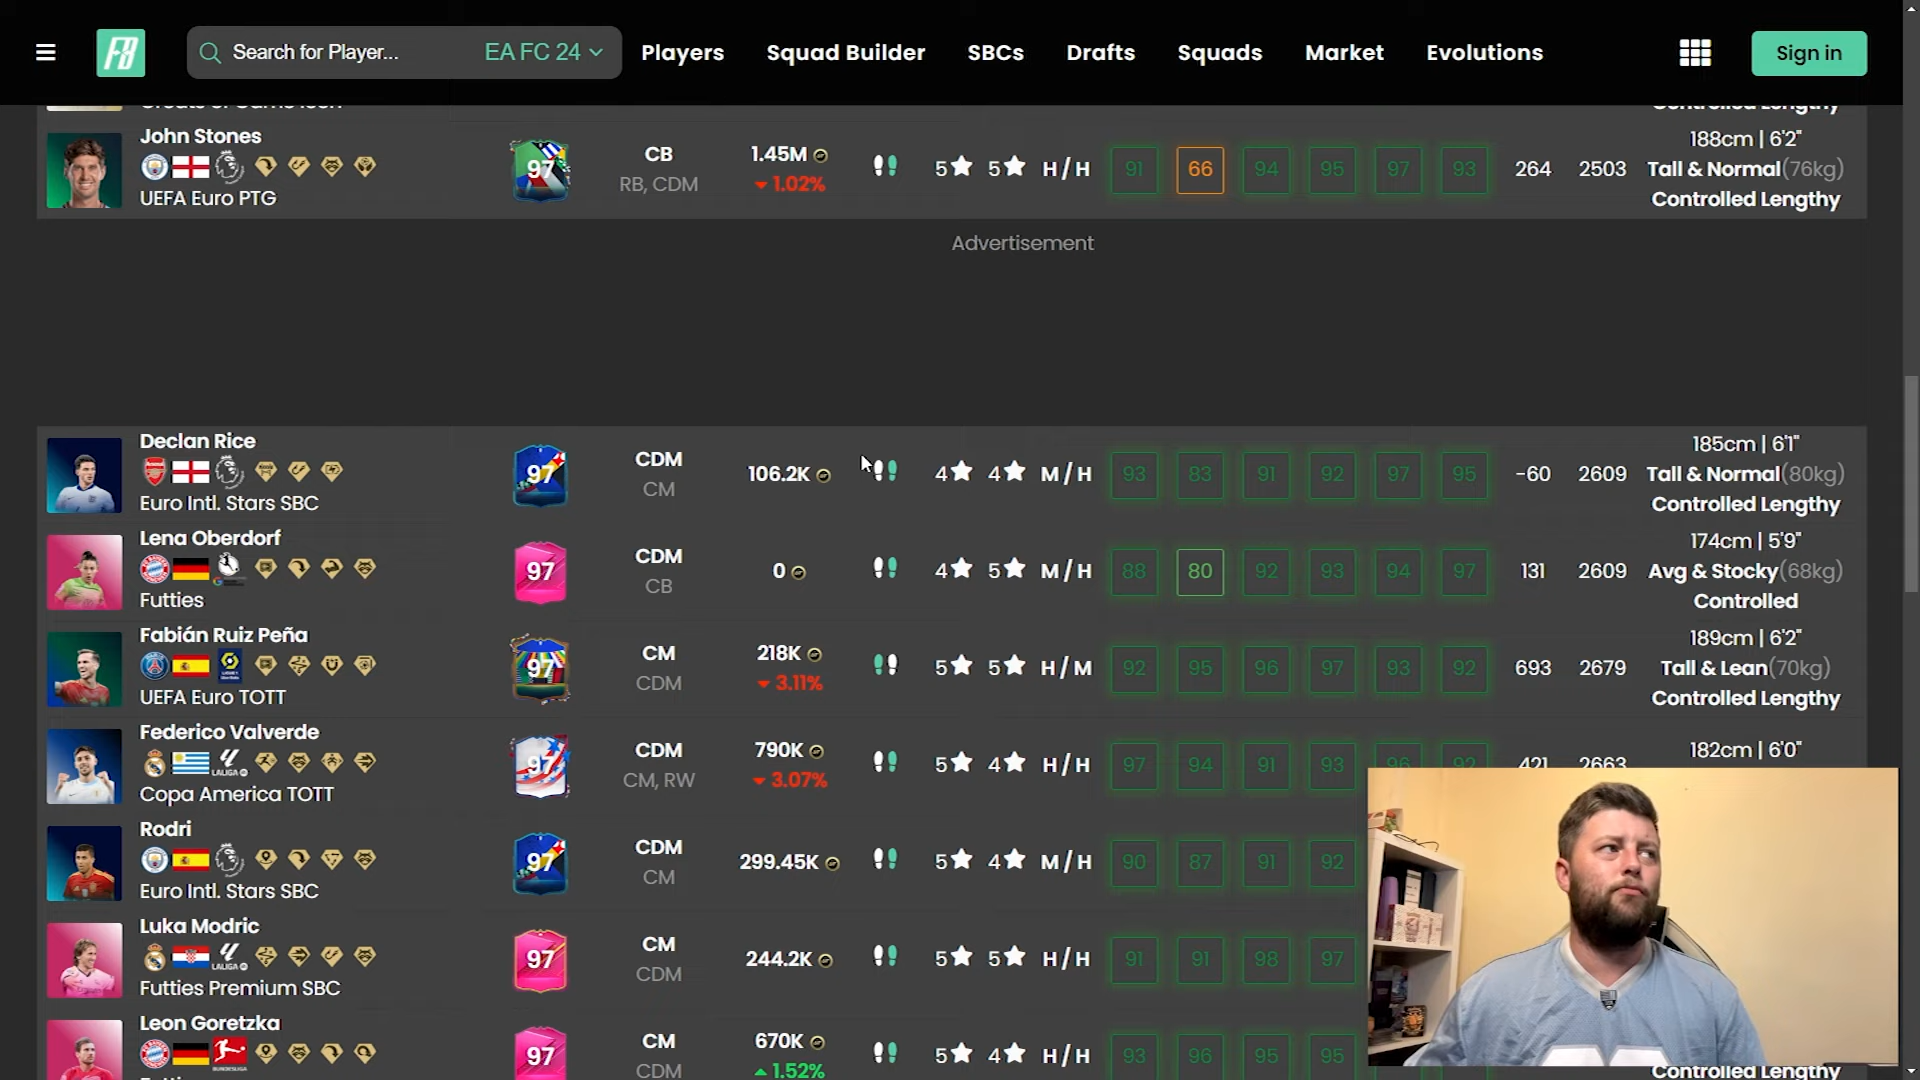 Search for Player... EA FC 24 Players Squad Builder SBCs Drafts Squads Market Evolutions Sign in
Controlled Lengthy
John Stones
UEFA Euro PTG
97
CB
RB, CDM
1.45M
1.02%
5 5 H / H 91 66 94 95 97 93 264 2503
188cm | 6'2"
Tall & Normal(76kg)
Controlled Lengthy
Advertisement
Declan Rice
Euro Intl. Stars SBC
97
CDM
CM
106.2K
4 4 M / H 93 83 91 92 97 95 -60 2609
185cm | 6'1"
Tall & Normal(80kg)
Controlled Lengthy
Lena Oberdorf
Futties
97
CDM
CB
0
4 5 M / H 88 80 92 93 94 97 131 2609
174cm | 5'9"
Avg & Stocky(68kg)
Controlled
Fabián Ruiz Peña
UEFA Euro TOTT
97
CM
CDM
218K
3.11%
5 5 H / M 92 95 96 97 93 92 693 2679
189cm | 6'2"
Tall & Lean(70kg)
Controlled Lengthy
Federico Valverde
LALIGA
Copa America TOTT
97
CDM
CM, RW
790K
3.07%
5 4 H / H 97 94 91 93 96 92 421 2663
182cm | 6'0"
Rodri
Euro Intl. Stars SBC
97
CDM
CM
299.45K
5 4 M / H 90 87 91 92
Luka Modric
LALIGA
Futties Premium SBC
97
CM
CDM
244.2K
5 5 H / H 91 91 98 97
Leon Goretzka
BUNDESLIGA
97
CM
CDM
670K
1.52%
5 4 H / H 93 96 95 95
Controlled Lengthy